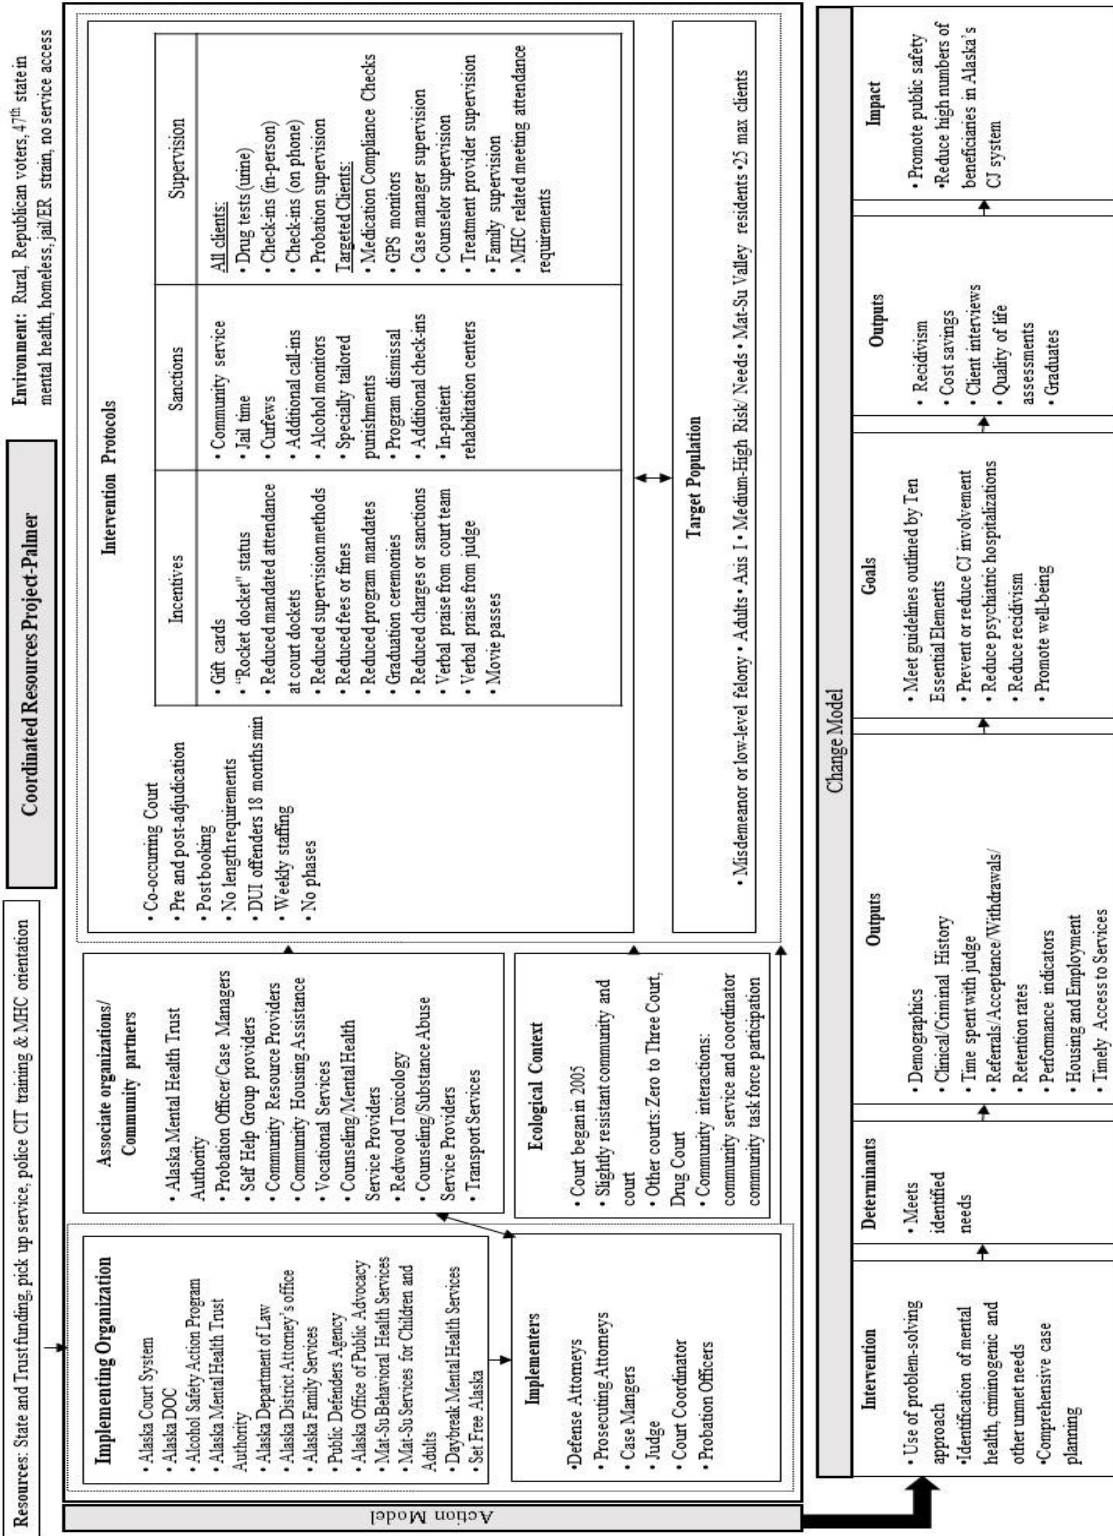 Resources: State and Trust funding, pick up service, police CIT training & MHC orientation
Coordinated Resources Project-Palmer
Environment: Rural, Republican voters, 47th state in
mental health, homeless, jail/ER strain, no service access
Action Model
Implementing Organization
• Alaska Court System
• Alaska DOC
• Alcohol Safety Action Program
• Alaska Mental Health Trust
Authority
• Alaska Department of Law
• Alaska District Attorney's office
• Alaska Family Services
• Public Defenders Agency
• Alaska Office of Public Advocacy
• Mat-Su Behavioral Health Services
• Mat-Su Services for Children and
Adults
• Daybreak Mental Health Services
• Set Free Alaska
Implementers
•Defense Attorneys
• Prosecuting Attorneys
• Case Mangers
• Judge
• Court Coordinator
• Probation Officers
Associate organizations/
Community partners
• Alaska Mental Health Trust
Authority
• Probation Officer/Case Managers
• Self Help Group providers
• Community Resource Providers
• Community Housing Assistance
• Vocational Services
• Counseling/Mental Health
Service Providers
• Redwood Toxicology
• Counseling/Substance Abuse
Service Providers
• Transport Services
Ecological Context
• Court began in 2005
• Slightly resistant community and
court
• Other courts: Zero to Three Court,
Drug Court
• Community interactions:
community service and coordinator
community task force participation
Intervention Protocols
• Co-occurring Court
• Pre and post-adjudication
• Post booking
• No length requirements
• DUI offenders 18 months min
• Weekly staffing
• No phases
Incentives
• Gift cards
• "Rocket docket" status
• Reduced mandated attendance
at court dockets
• Reduced supervision methods
• Reduced fees or fines
• Reduced program mandates
• Graduation ceremonies
• Reduced charges or sanctions
• Verbal praise from court team
• Verbal praise from judge
• Movie passes
Sanctions
• Community service
• Jail time
• Curfews
• Additional call-ins
• Alcohol monitors
• Specially tailored
punishments
• Program dismissal
• Additional check-ins
• In-patient
rehabilitation centers
Supervision
All clients:
• Drug tests (urine)
• Check-ins (in-person)
• Check-ins (on phone)
• Probation supervision
Targeted Clients:
• Medication Compliance Checks
• GPS monitors
• Case manager supervision
• Counselor supervision
• Treatment provider supervision
• Family supervision
• MHC related meeting attendance
requirements
Target Population
• Misdemeanor or low-level felony • Adults • Axis I • Medium-High Risk/ Needs • Mat-Su Valley residents •25 max clients
Change Model
Intervention
• Use of problem-solving
approach
•Identification of mental
health, criminogenic and
other unmet needs
•Comprehensive case
planning
Determinants
• Meets
identified
needs
Outputs
• Demographics
• Clinical/Criminal History
• Time spent with judge
• Referrals/Acceptance/Withdrawals/
• Retention rates
• Performance indicators
• Housing and Employment
• Timely Access to Services
Goals
• Meet guidelines outlined by Ten
Essential Elements
• Prevent or reduce CJ involvement
• Reduce psychiatric hospitalizations
• Reduce recidivism
• Promote well-being
Outputs
• Recidivism
• Cost savings
• Client interviews
• Quality of life
assessments
• Graduates
Impact
• Promote public safety
•Reduce high numbers of
beneficiaries in Alaska's
CJ system